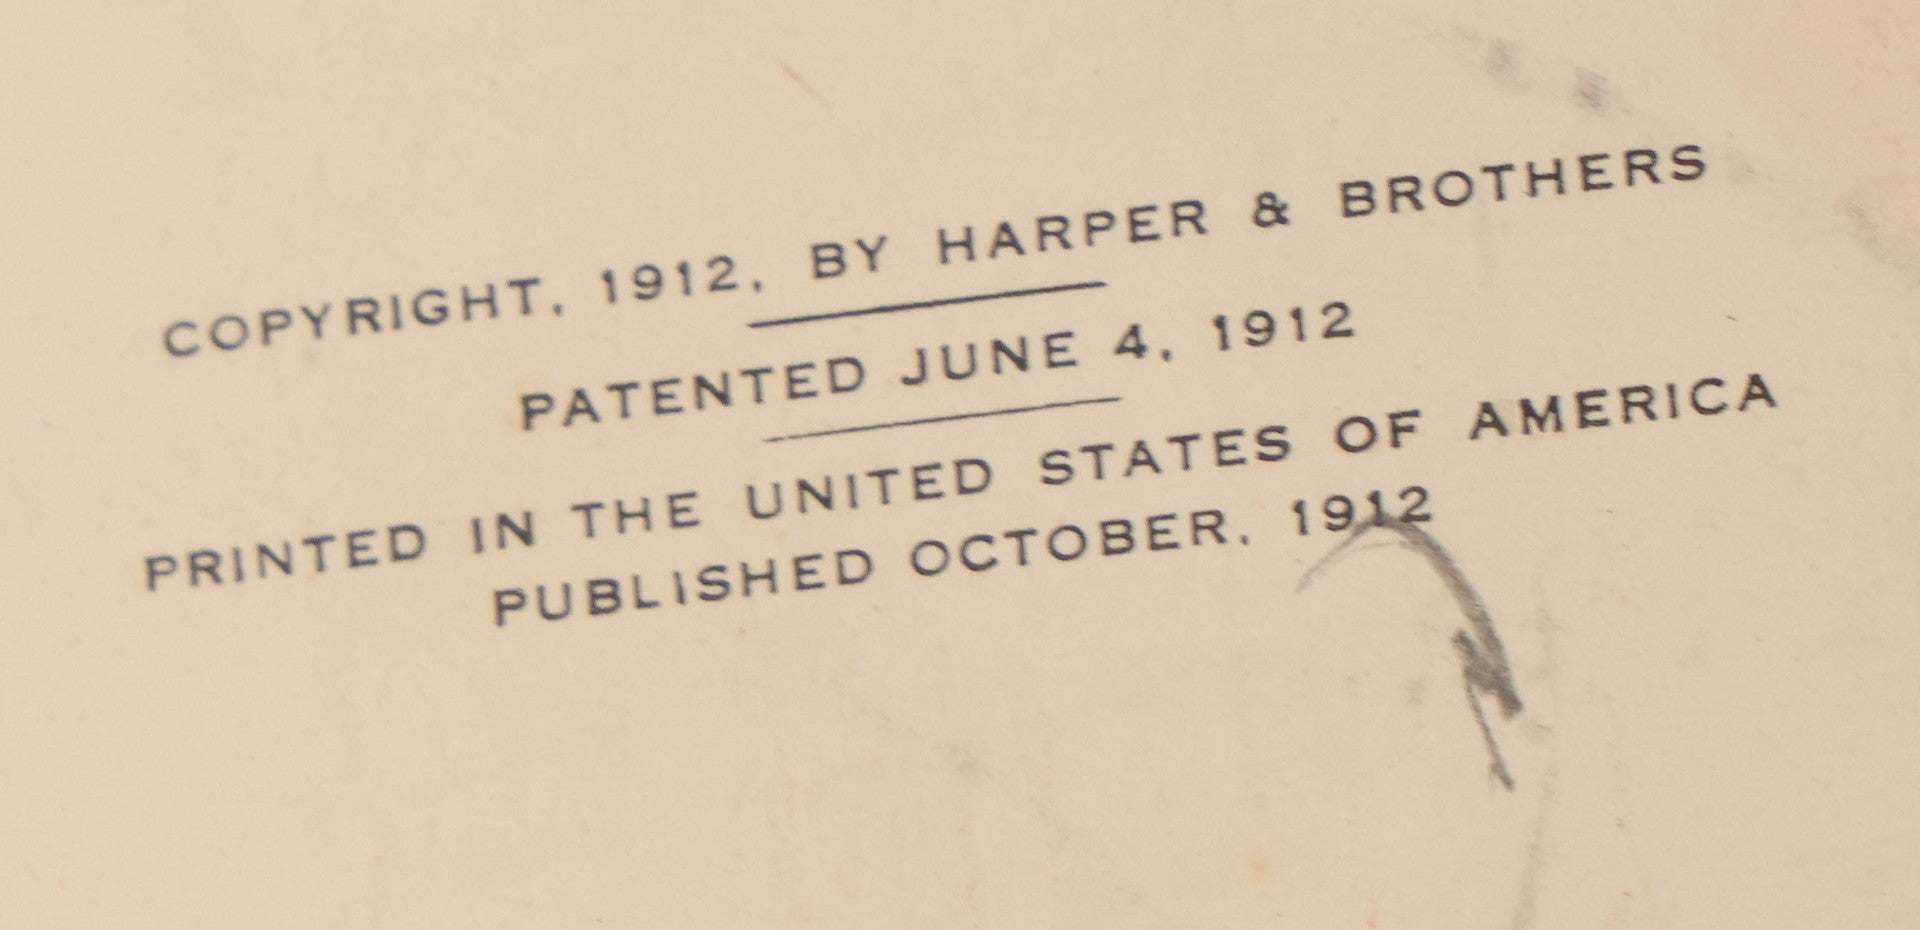 COPYRIGHT, 1912, BY HARPER & BROTHERS
PATENTED JUNE 4, 1912
PRINTED IN THE UNITED STATES OF AMERICA
PUBLISHED OCTOBER, 1912